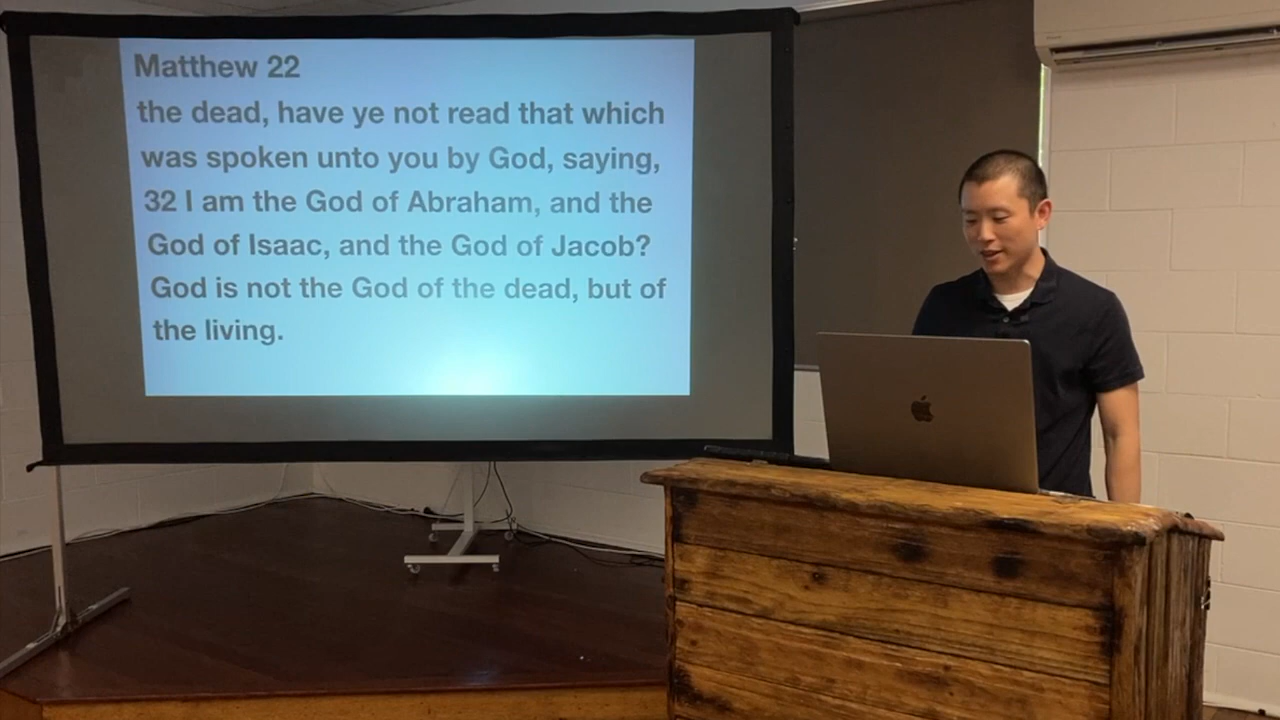 Matthew 22
the dead, have ye not read that which
was spoken unto you by God, saying,
32 I am the God of Abraham, and the
God of Isaac, and the God of Jacob?
God is not the God of the dead, but of
the living.